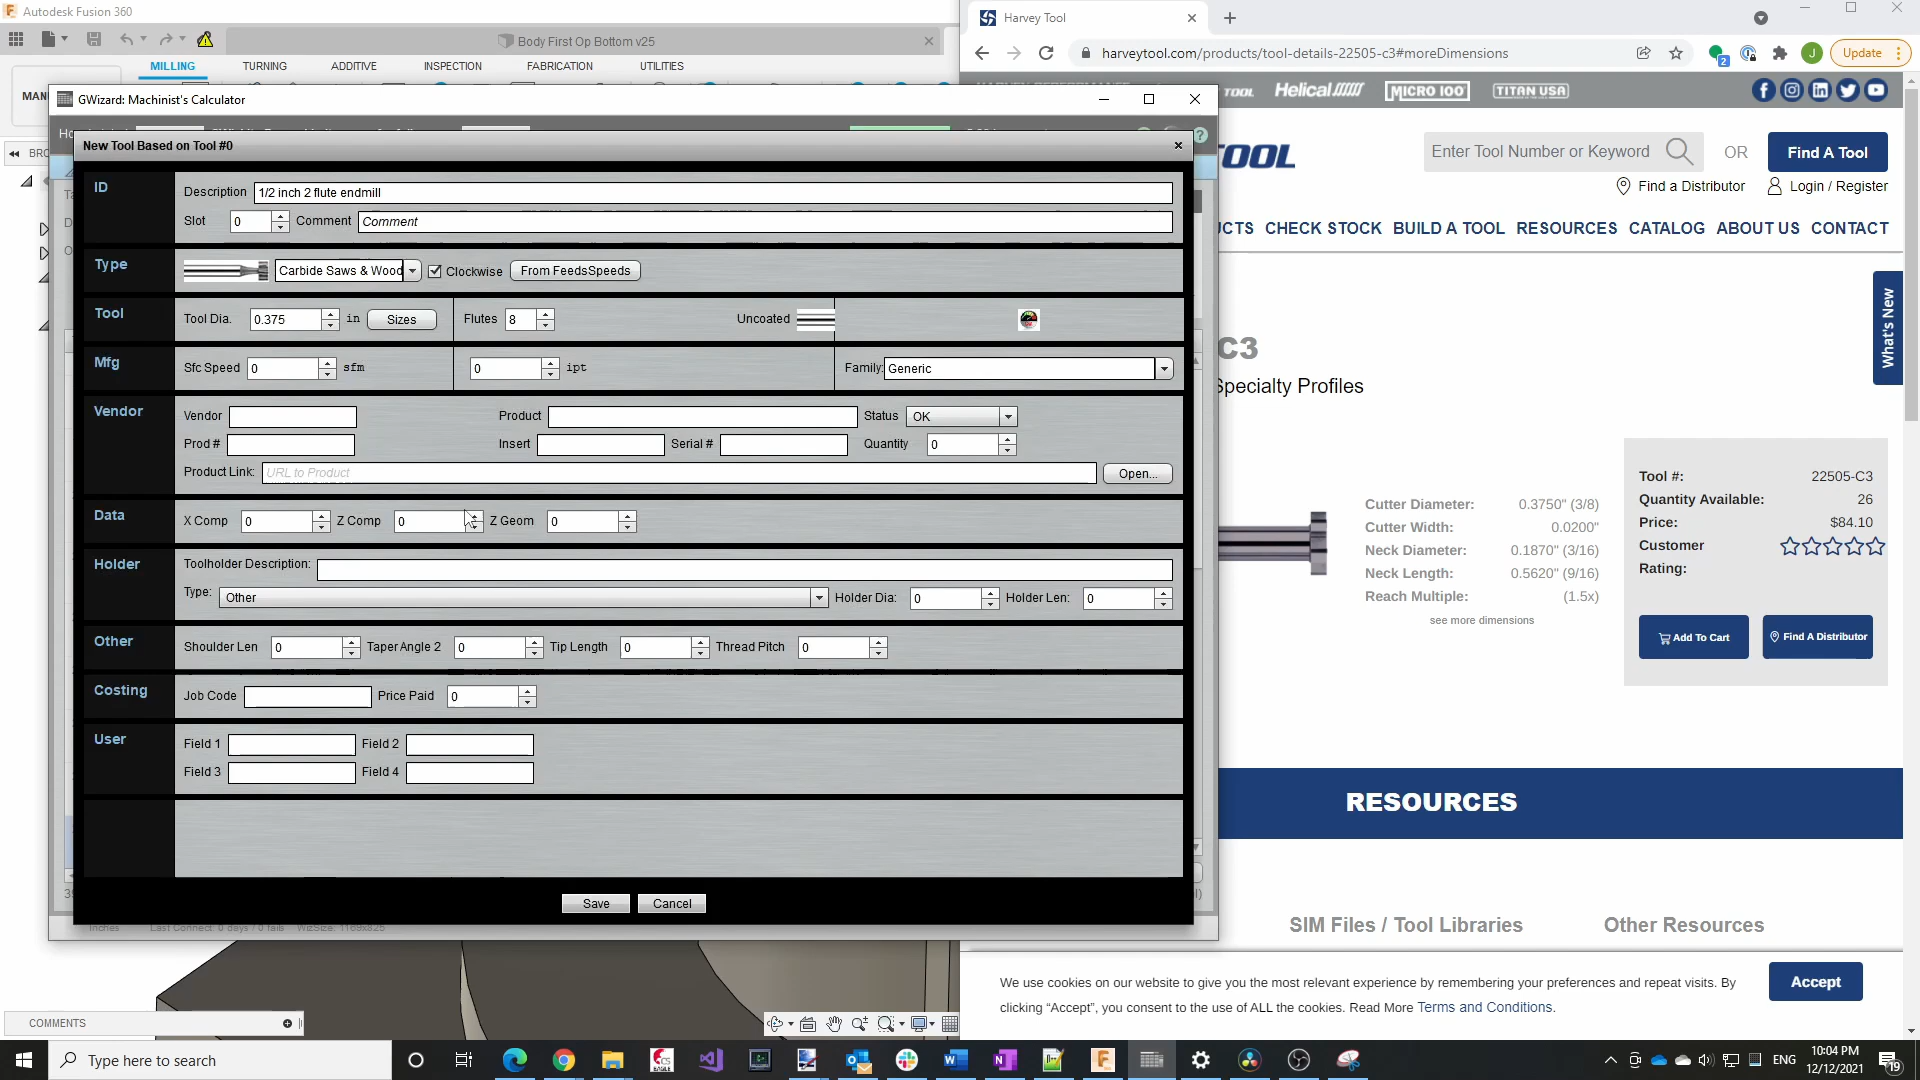 Autodesk Fusion 360
Body First Op Bottom v25
MILLING TURNING ADDITIVE INSPECTION FABRICATION UTILITIES
GWizard: Machinist's Calculator
New Tool Based on Tool #0
ID
Description 1/2 inch 2 flute endmill
Slot 0 Comment Comment
Type Carbide Saws & Wood Clockwise From FeedsSpeeds
Tool Tool Dia. 0.375 in Sizes Flutes 8 Uncoated
Mfg Sfc Speed 0 sfm 0 ipt Family: Generic
Vendor Vendor Product Status OK
Prod # Insert Serial # Quantity 0
Product Link: URL to Product Open...
Data X Comp 0 Z Comp 0 Z Geom 0
Holder Toolholder Description:
Type: Other Holder Dia: 0 Holder Len: 0
Other Shoulder Len 0 Taper Angle 2 0 Tip Length 0 Thread Pitch 0
Costing Job Code Price Paid 0
User Field 1 Field 2
Field 3 Field 4
Save Cancel
COMMENTS
Harvey Tool
harveytool.com/products/tool-details-22505-c3#moreDimensions
Update
2
J
TOOL Helical MICRO 100 TITAN USA
TOOL
Enter Tool Number or Keyword OR Find A Tool
Find a Distributor Login / Register
UCTS CHECK STOCK BUILD A TOOL RESOURCES CATALOG ABOUT US CONTACT
What's New
C3
Specialty Profiles
Cutter Diameter: 0.3750" (3/8)
Cutter Width: 0.0200"
Neck Diameter: 0.1870" (3/16)
Neck Length: 0.5620" (9/16)
Reach Multiple: (1.5x)
see more dimensions
Tool #: 22505-C3
Quantity Available: 26
Price: $84.10
Customer
Rating:
Add To Cart Find A Distributor
RESOURCES
SIM Files / Tool Libraries Other Resources
We use cookies on our website to give you the most relevant experience by remembering your preferences and repeat visits. By
clicking “Accept”, you consent to the use of ALL the cookies. Read More Terms and Conditions.
Accept
Type here to search
ENG
10:04 PM
12/12/2021
19